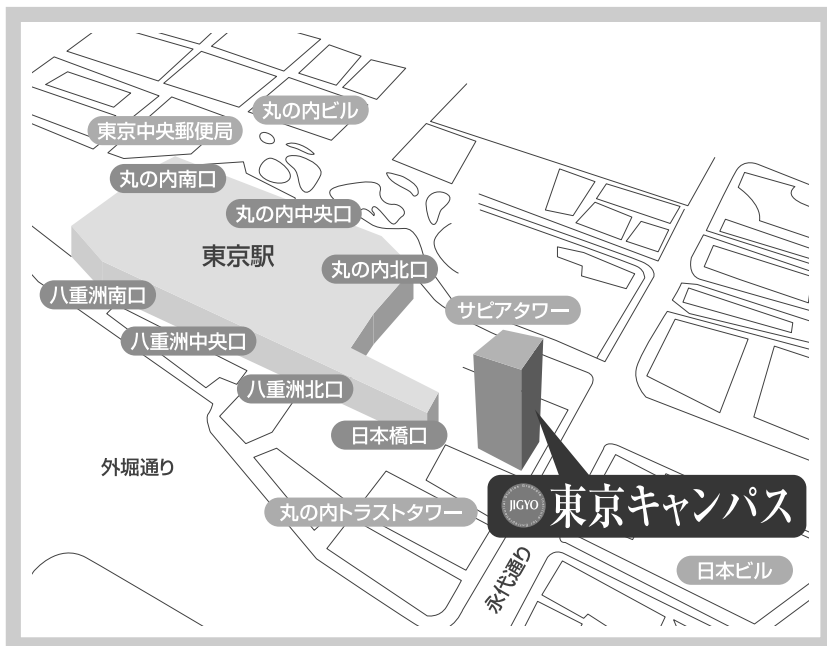 丸の内ビル
東京中央郵便局
丸の内南口
丸の内中央口
東京駅
丸の内北口
八重洲南口
サピアタワー
八重洲中央口
八重洲北口
日本橋口
外堀通り
JIGYO 東京キャンパス
丸の内トラストタワー
永代通り
日本ビル